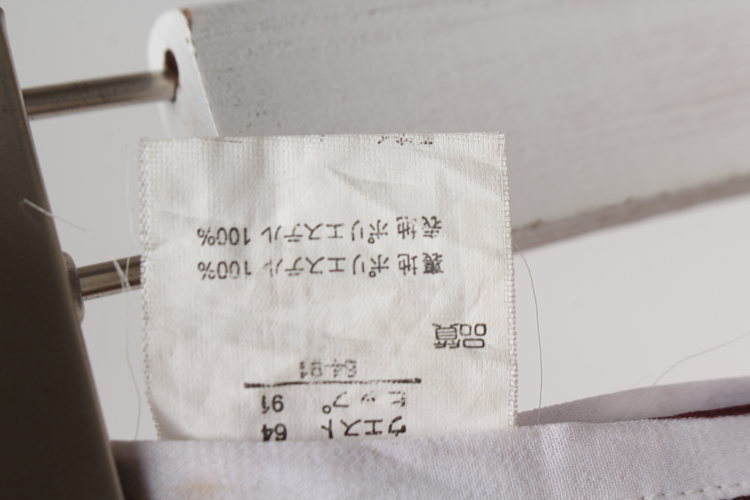 ウエスト 64
ヒップ 91
64-91
品質
裏地 ポリエステル 100%
表地 ポリエステル 100%